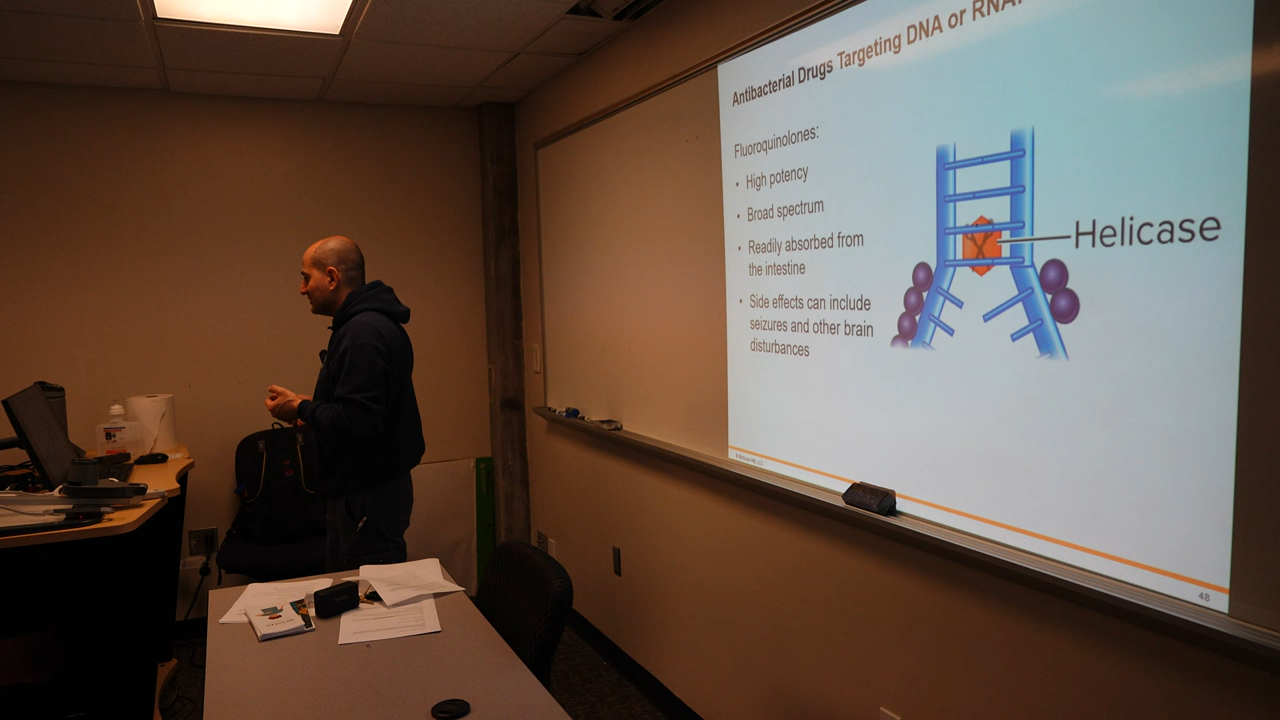 Antibacterial Drugs Targeting DNA or RNA
Fluoroquinolones:
• High potency
• Broad spectrum
• Readily absorbed from
the intestine
• Side effects can include
seizures and other brain
disturbances
Helicase
48